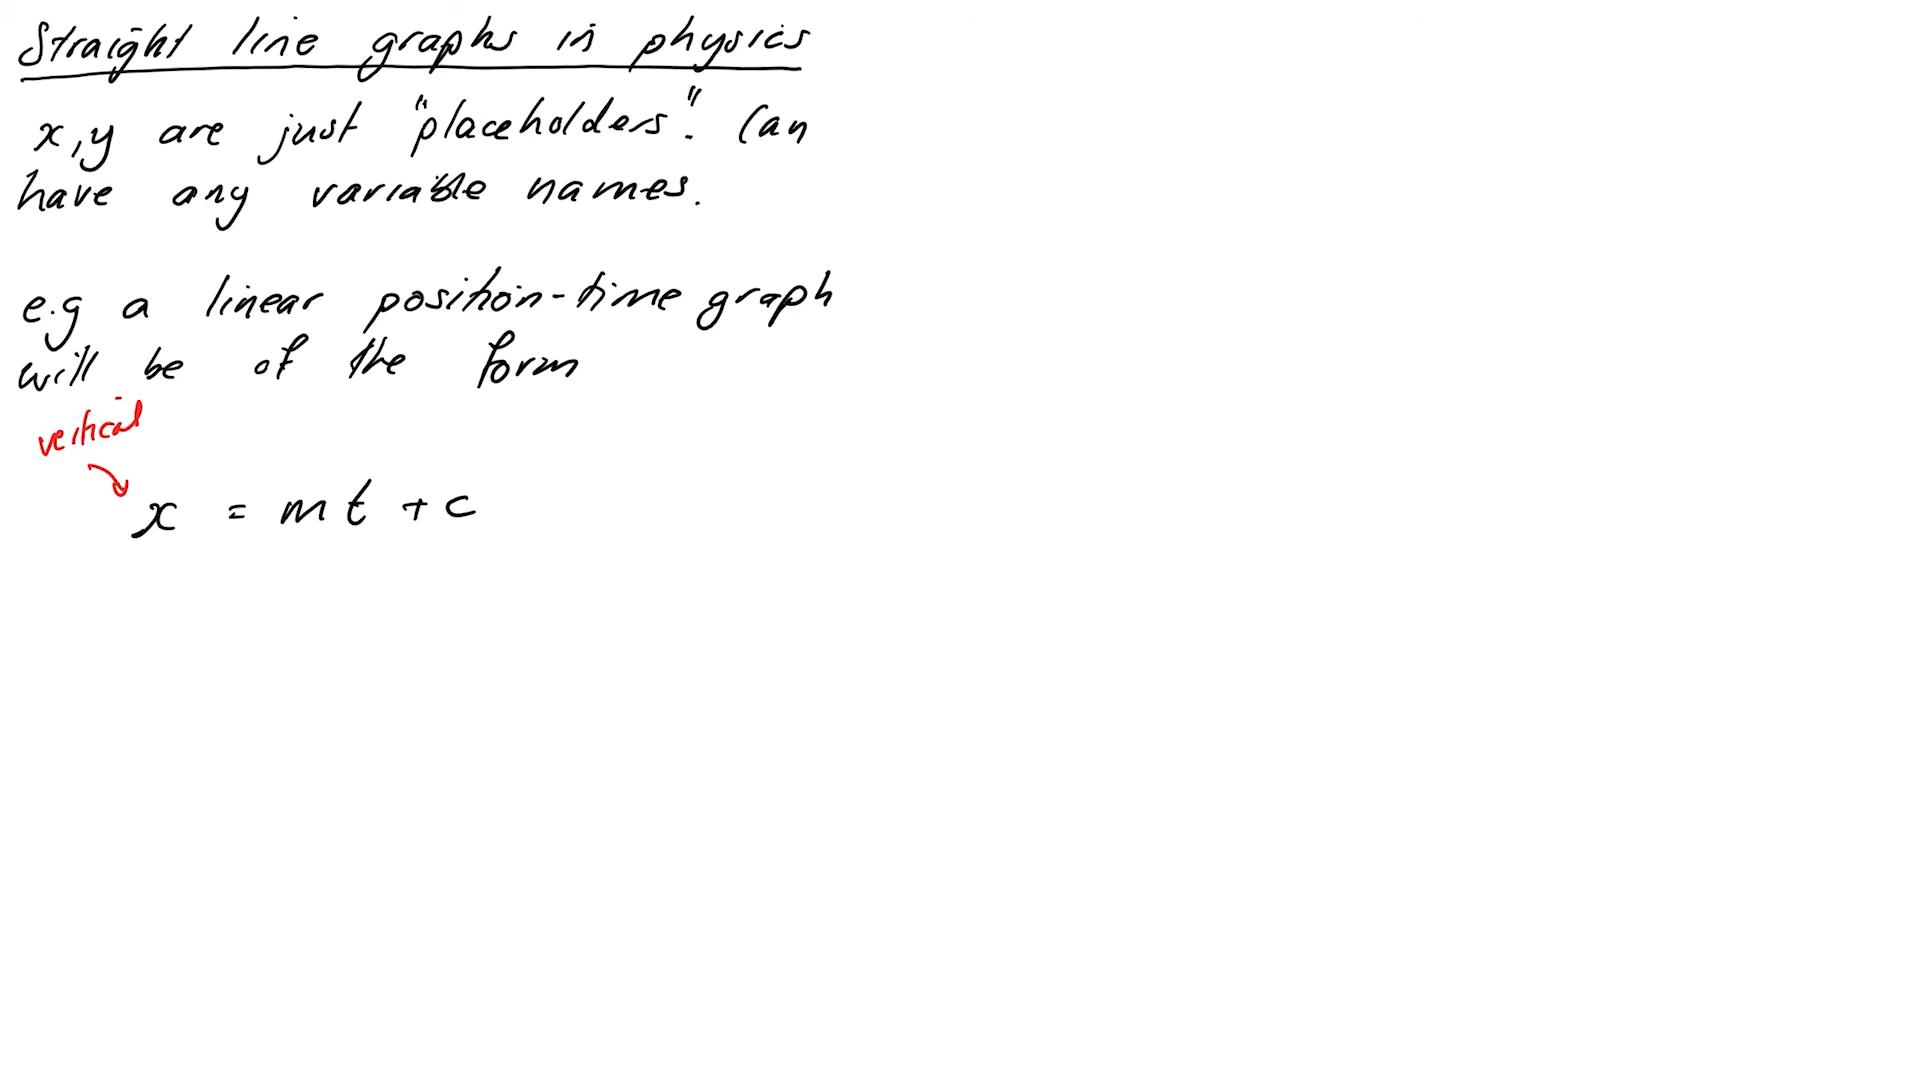 Straight line graphs in physics
x, y are just "placeholders". Can
have any variable names.
e.g a linear position-time graph
will be of the form
vertical
x = mt + c